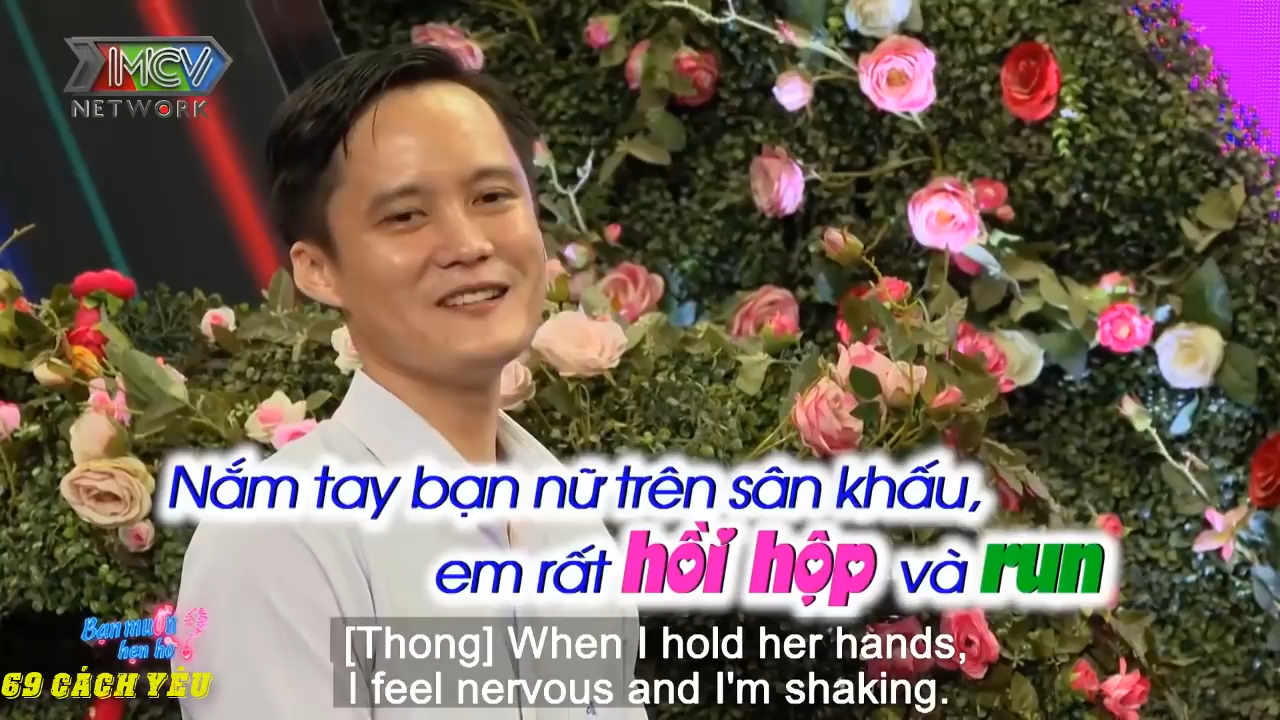 MCV
NETWORK
Nắm tay bạn nữ trên sân khấu,
em rất hồi hộp và run
Bạn muốn
hẹn hò
69 CÁCH YÊU
[Thong] When I hold her hands,
I feel nervous and I'm shaking.